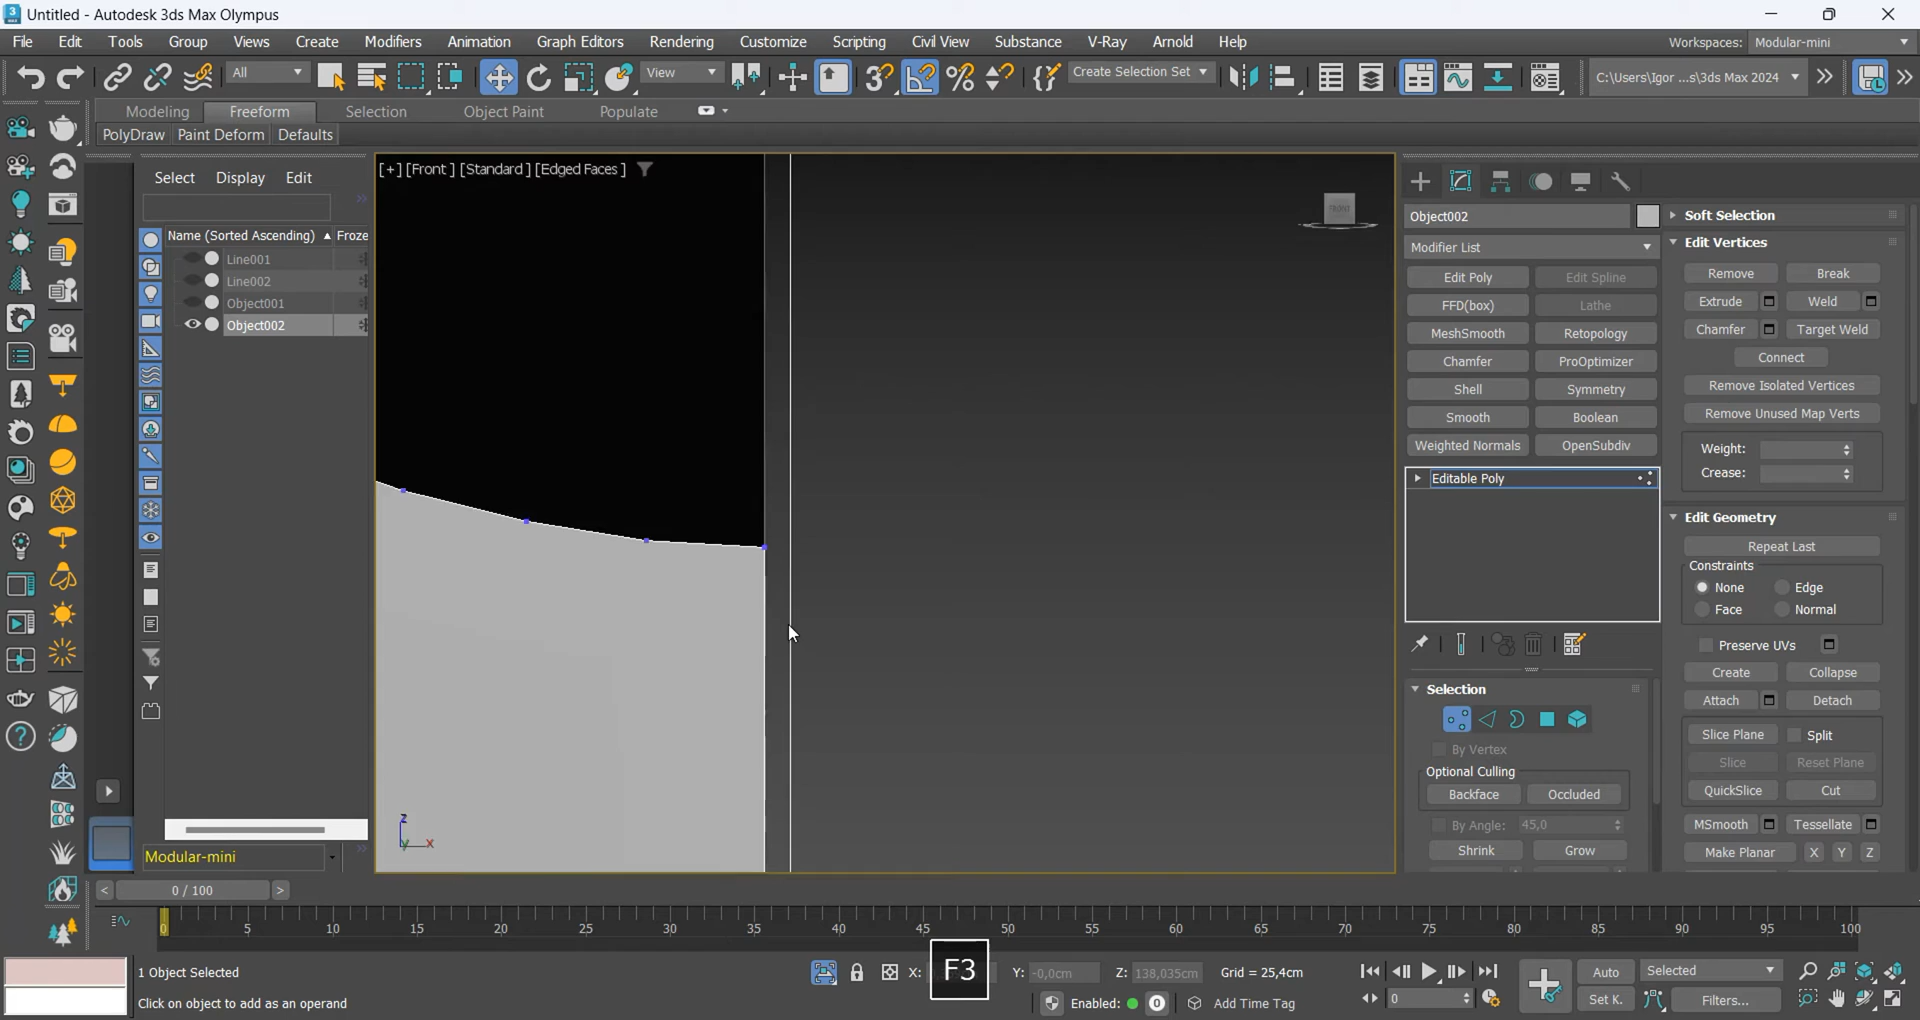 Untitled - Autodesk 3ds Max Olympus
File Edit Tools Group Views Create Modifiers Animation Graph Editors Rendering Customize Scripting Civil View Substance V-Ray Arnold Help
Workspaces: Modular-mini
All
View
Create Selection Set
C:\Users\Igor ...s\3ds Max 2024
Modeling Freeform Selection Object Paint Populate
PolyDraw Paint Deform Defaults
Select Display Edit
Name (Sorted Ascending) Froze
Line001
Line002
Object001
Object002
Modular-mini
[+] [Front ] [Standard ] [Edged Faces ]
FRONT
z
y
x
Object002
Modifier List
Edit Poly Edit Spline
FFD(box) Lathe
MeshSmooth Retopology
Chamfer ProOptimizer
Shell Symmetry
Smooth Boolean
Weighted Normals OpenSubdiv
Editable Poly
Selection
By Vertex
Optional Culling
Backface Occluded
By Angle: 45,0
Shrink Grow
Soft Selection
Edit Vertices
Remove Break
Extrude Weld
Chamfer Target Weld
Connect
Remove Isolated Vertices
Remove Unused Map Verts
Weight:
Crease:
Edit Geometry
Repeat Last
Constraints
None Edge
Face Normal
Preserve UVs
Create Collapse
Attach Detach
Slice Plane Split
Slice Reset Plane
QuickSlice Cut
MSmooth Tessellate
Make Planar X Y Z
< 0 / 100 >
0 5 10 15 20 25 30 35 40 45 50 55 60 65 70 75 80 85 90 95 100
1 Object Selected
Click on object to add as an operand
X: Y: -0,0cm Z: 138,035cm Grid = 25,4cm
F3
Enabled: 0 Add Time Tag
0
Auto Selected
Set K. Filters...